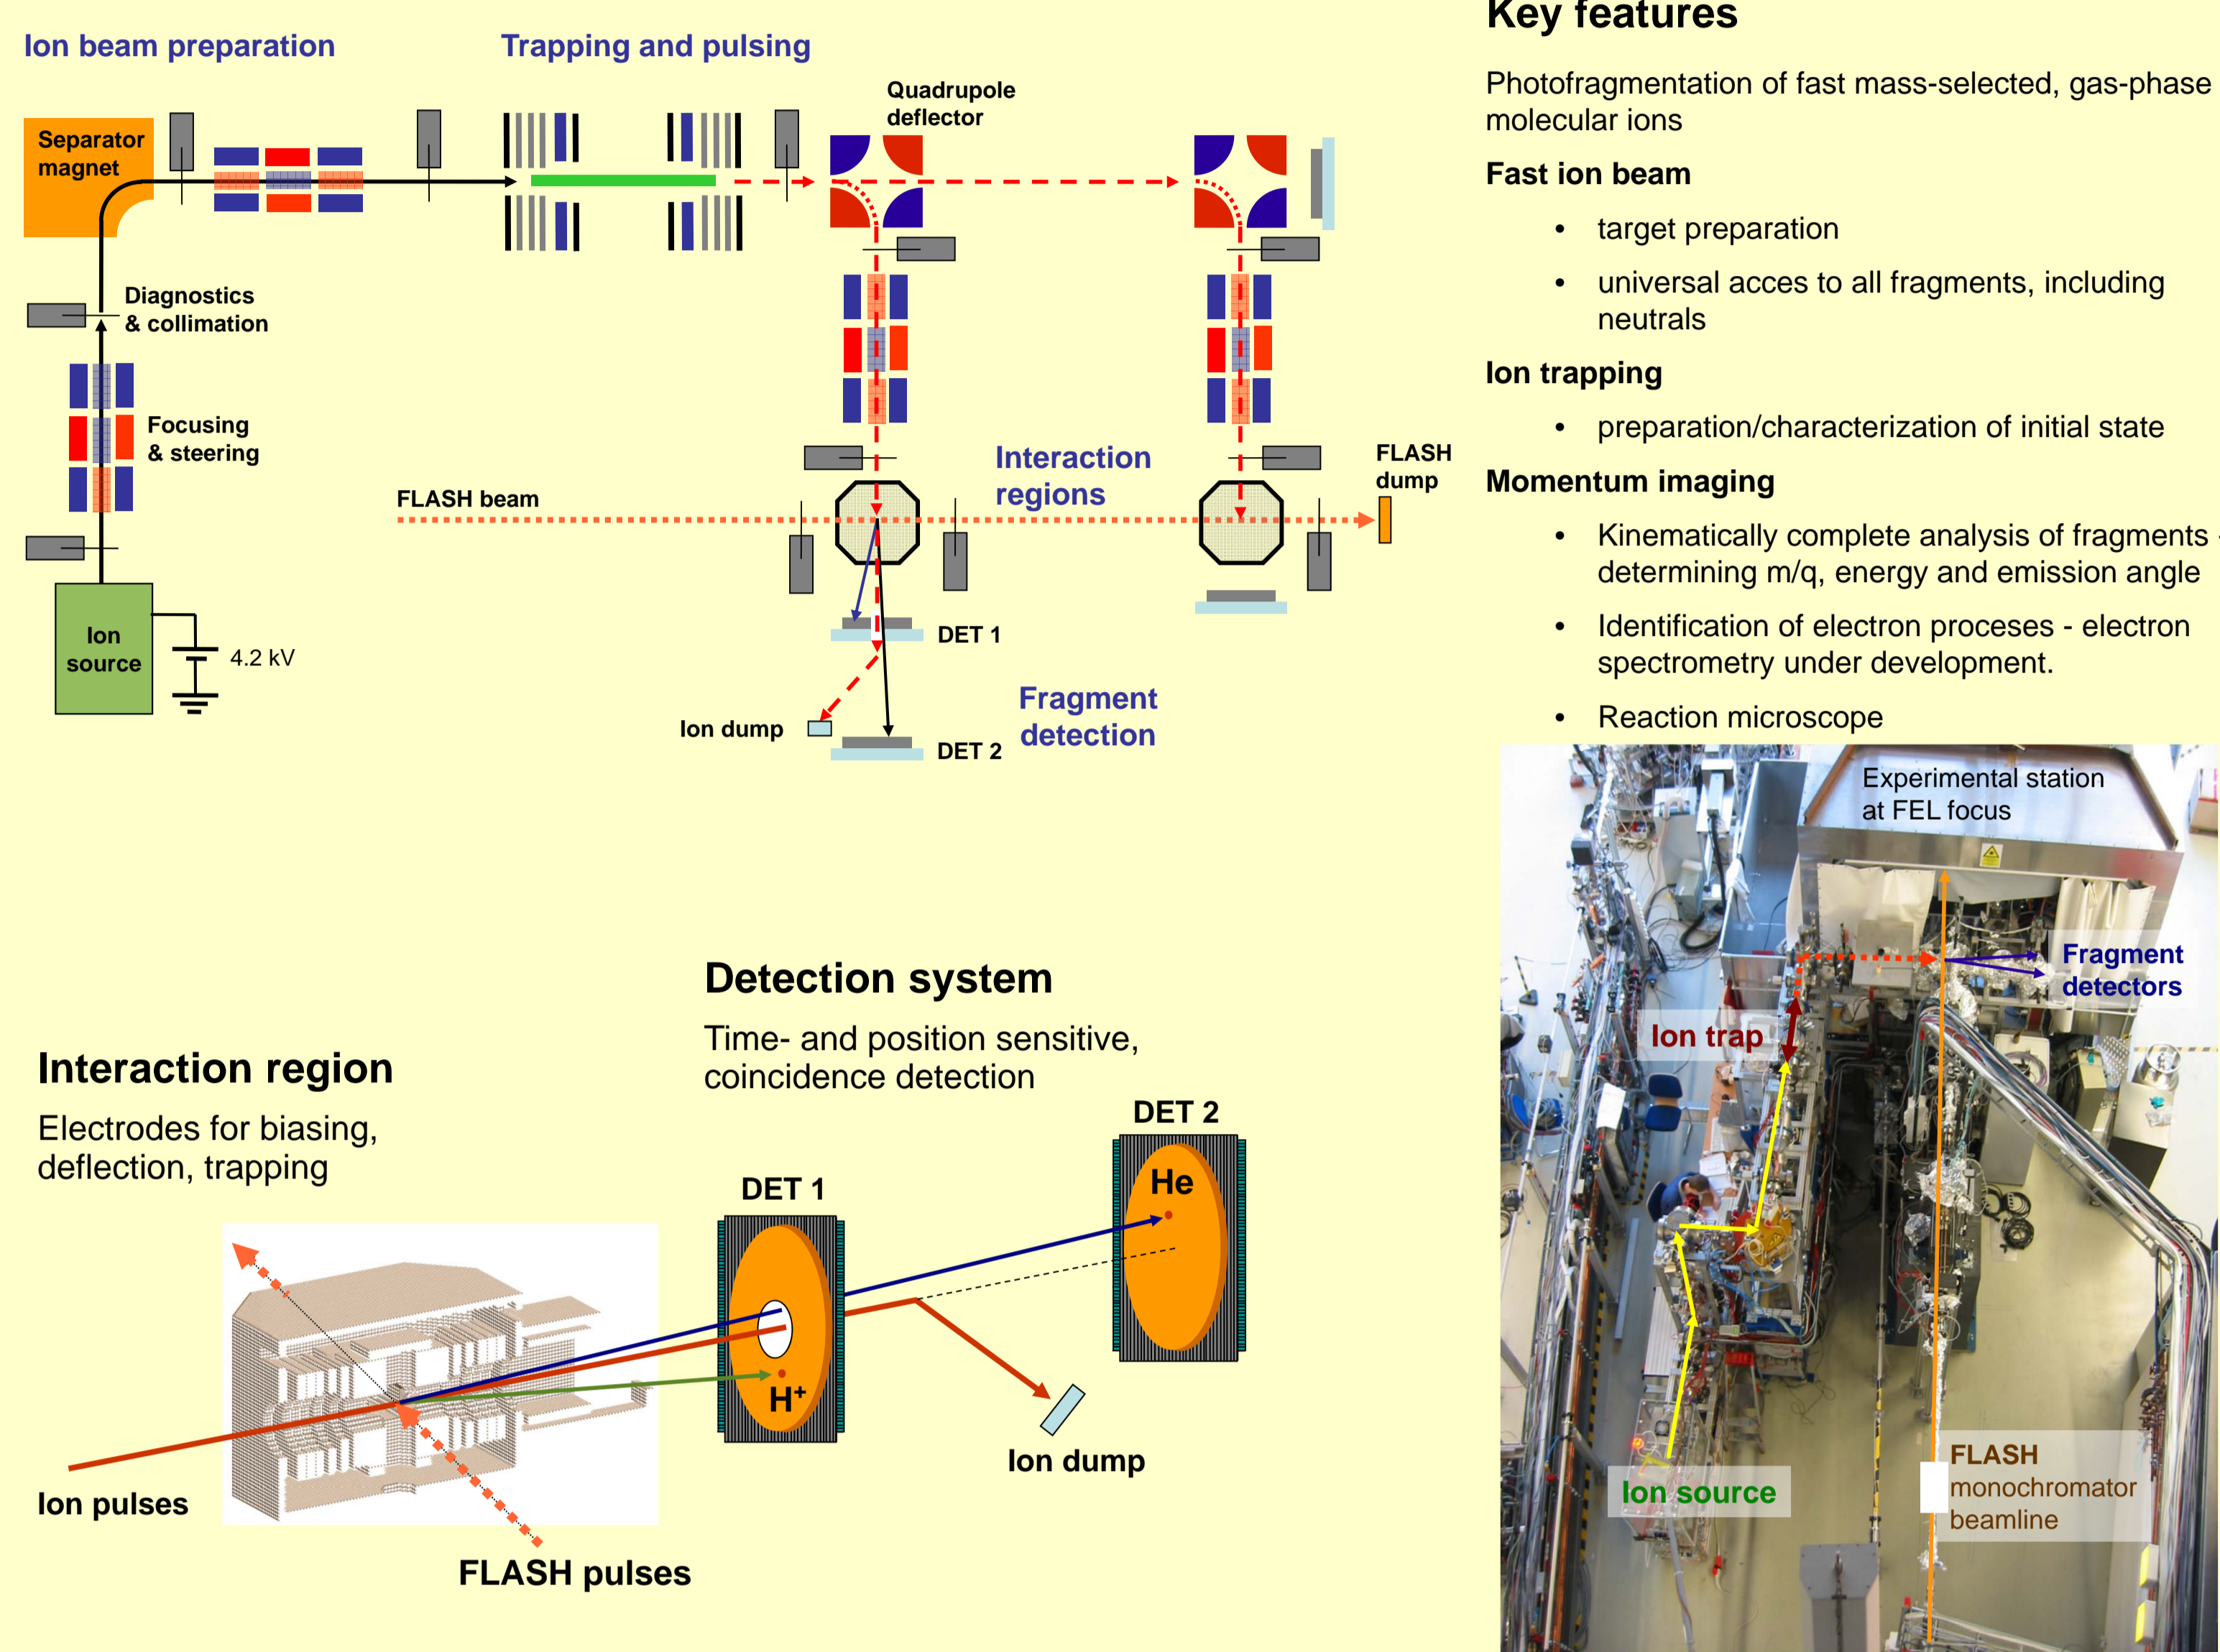 Ion beam preparation
Trapping and pulsing
Quadrupole
deflector
Separator
magnet
Diagnostics
& collimation
Focusing
& steering
FLASH beam
Interaction
regions
FLASH
dump
Ion
source
4.2 kV
DET 1
Fragment
detection
Ion dump
DET 2
Key features
Photofragmentation of fast mass-selected, gas-phase
molecular ions
Fast ion beam
• target preparation
• universal acces to all fragments, including
neutrals
Ion trapping
• preparation/characterization of initial state
Momentum imaging
• Kinematically complete analysis of fragments -
determining m/q, energy and emission angle
• Identification of electron proceses - electron
spectrometry under development.
• Reaction microscope
Interaction region
Electrodes for biasing,
deflection, trapping
Ion pulses
FLASH pulses
Detection system
Time- and position sensitive,
coincidence detection
DET 2
He
DET 1
H+
Ion dump
Experimental station
at FEL focus
Fragment
detectors
Ion trap
Ion source
FLASH
monochromator
beamline